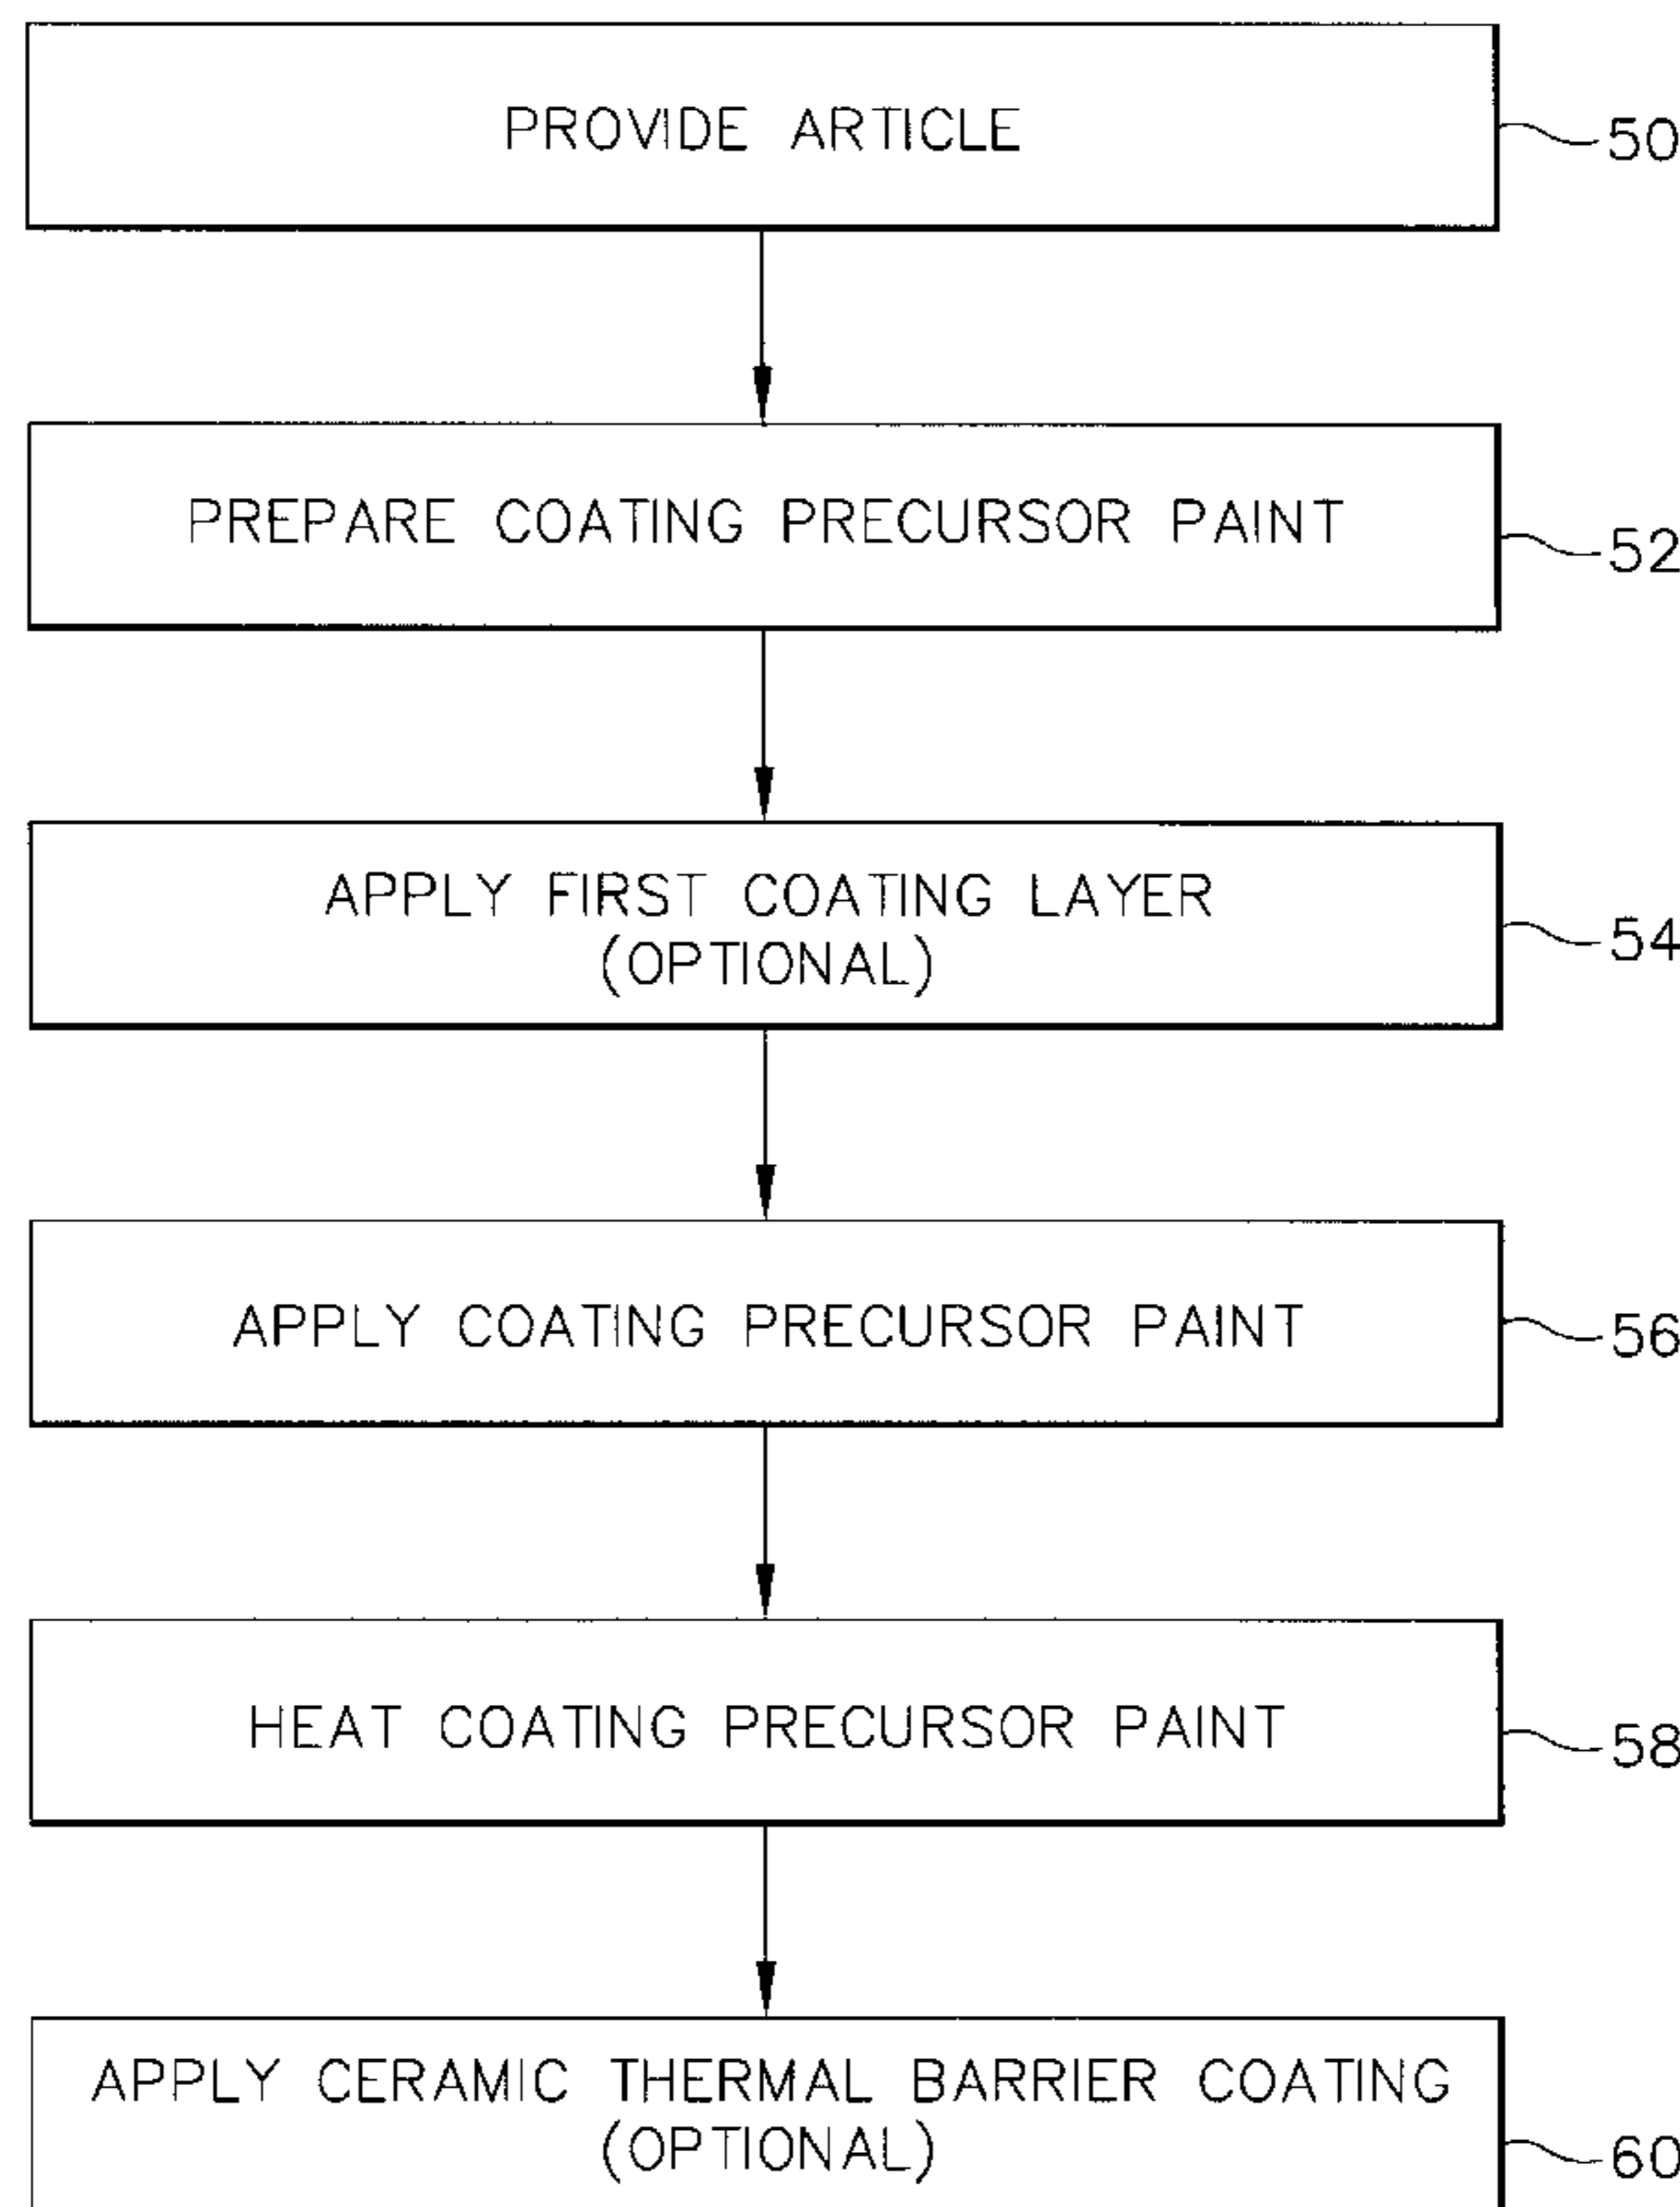 PROVIDE ARTICLE
50
PREPARE COATING PRECURSOR PAINT
52
APPLY FIRST COATING LAYER
(OPTIONAL)
54
APPLY COATING PRECURSOR PAINT
56
HEAT COATING PRECURSOR PAINT
58
APPLY CERAMIC THERMAL BARRIER COATING
(OPTIONAL)
60